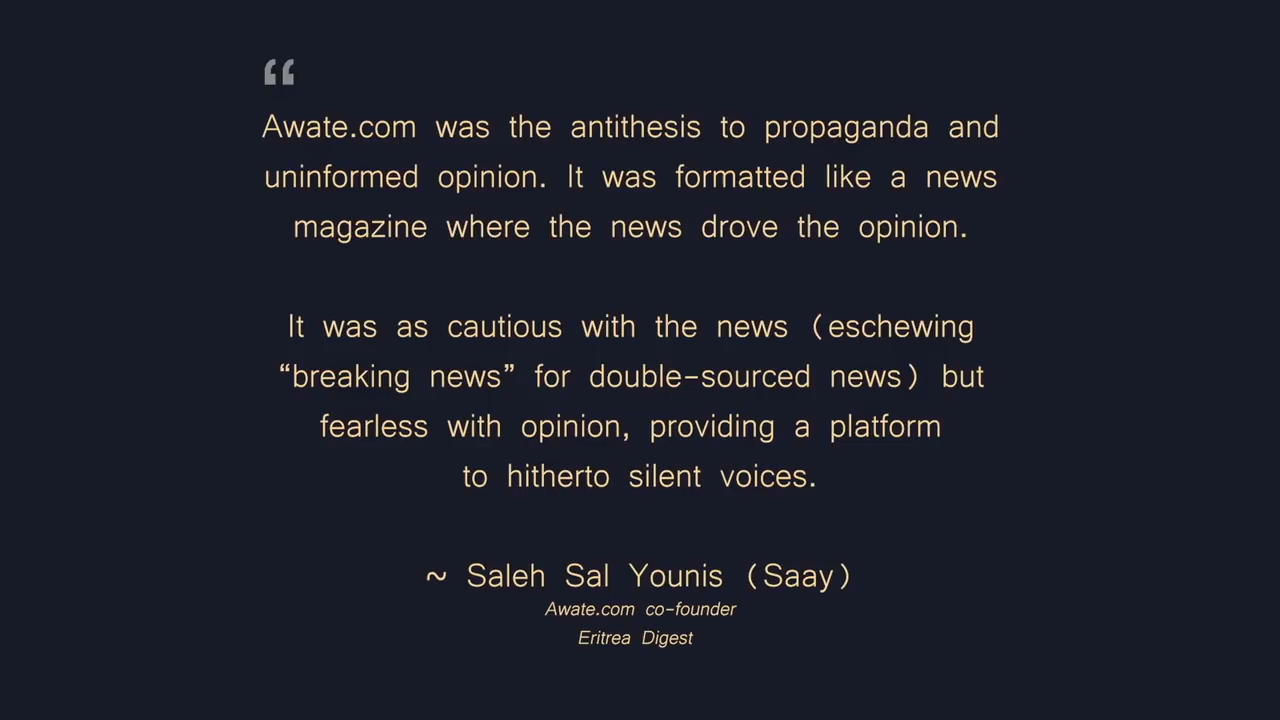 “
Awate.com was the antithesis to propaganda and
uninformed opinion. It was formatted like a news
magazine where the news drove the opinion.
It was as cautious with the news (eschewing
“breaking news” for double-sourced news) but
fearless with opinion, providing a platform
to hitherto silent voices.
~ Saleh Sal Younis (Saay)
Awate.com co-founder
Eritrea Digest